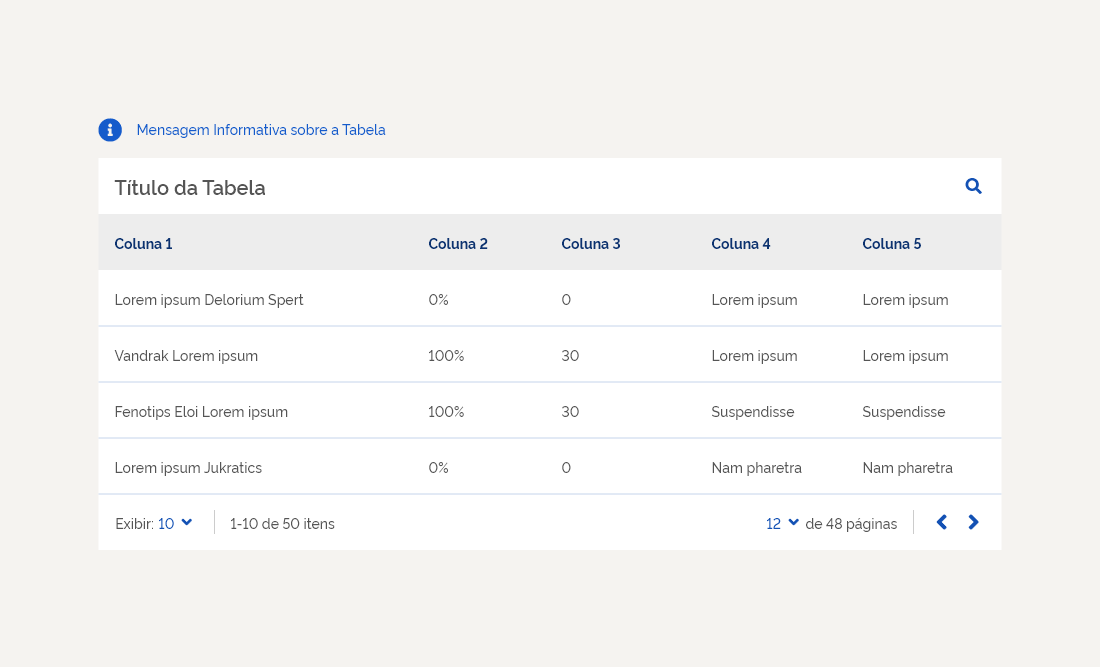 Mensagem Informativa sobre a Tabela
Título da Tabela
Coluna 1 Coluna 2 Coluna 3 Coluna 4 Coluna 5
Lorem ipsum Delorium Spert 0% 0 Lorem ipsum Lorem ipsum
Vandrak Lorem ipsum 100% 30 Lorem ipsum Lorem ipsum
Fenotips Eloi Lorem ipsum 100% 30 Suspendisse Suspendisse
Lorem ipsum Jukratics 0% 0 Nam pharetra Nam pharetra
Exibir: 10 1-10 de 50 itens 12 de 48 páginas